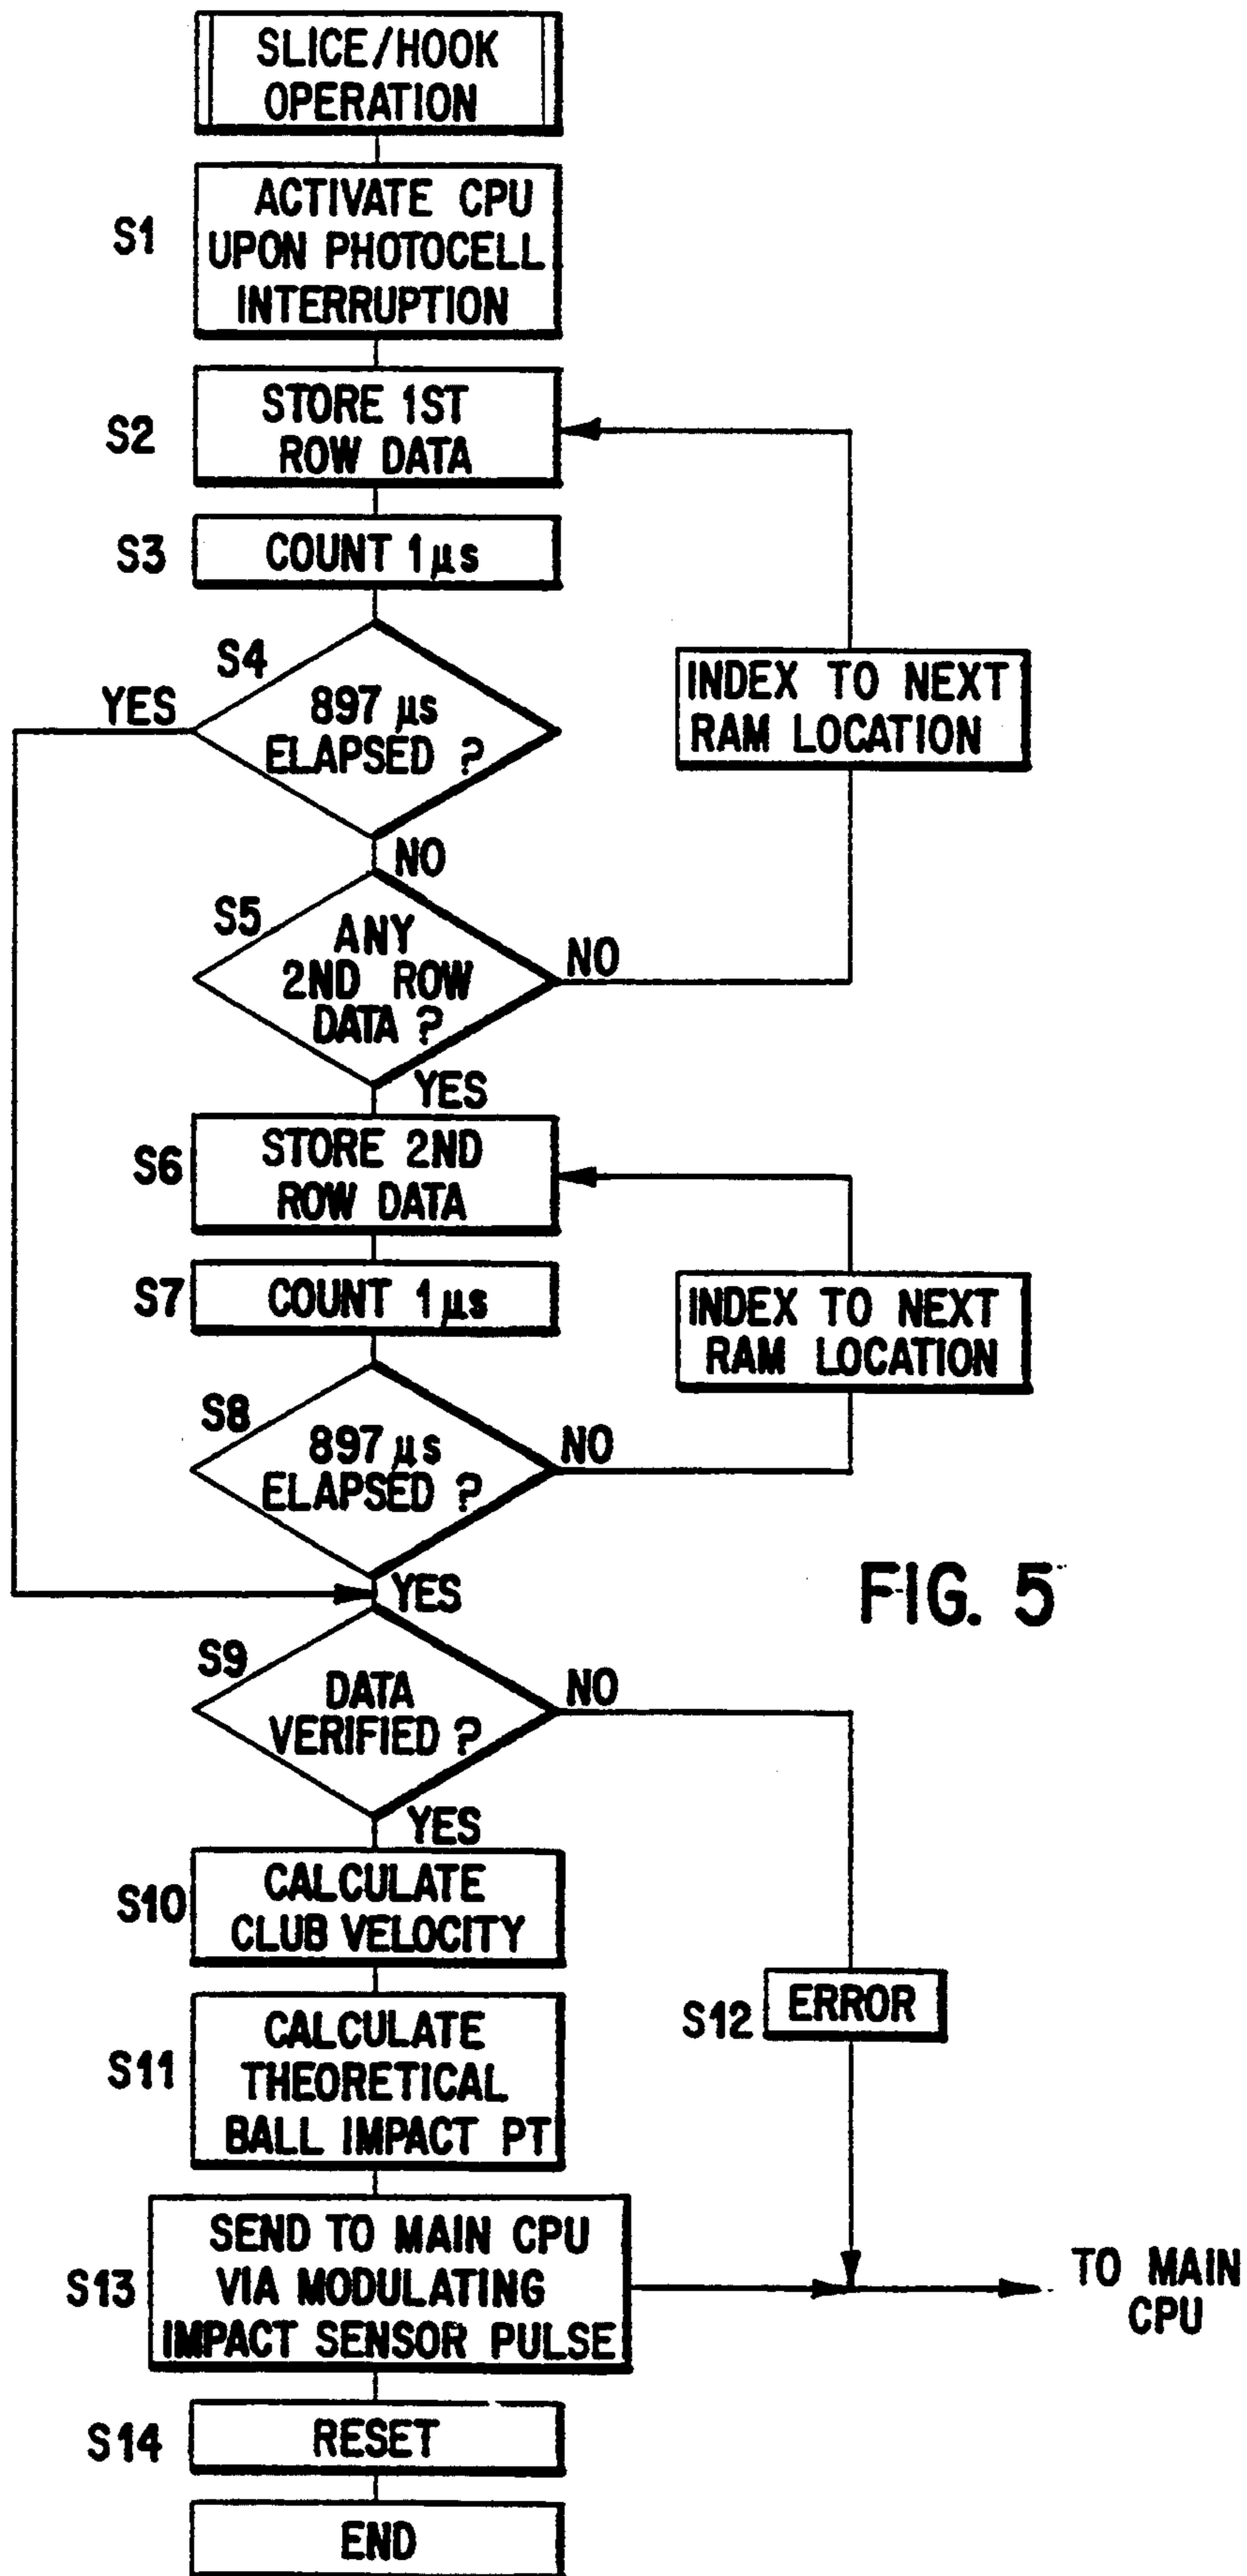 SLICE/HOOK
OPERATION
S1
ACTIVATE CPU
UPON PHOTOCELL
INTERRUPTION
S2
STORE 1ST
ROW DATA
S3
COUNT 1µs
S4
YES
897 µs
ELAPSED ?
INDEX TO NEXT
RAM LOCATION
NO
S5
ANY
2ND ROW
DATA ?
NO
YES
S6
STORE 2ND
ROW DATA
S7
COUNT 1µs
INDEX TO NEXT
RAM LOCATION
S8
897 µs
ELAPSED ?
NO
YES
FIG. 5
S9
DATA
VERIFIED ?
NO
YES
S10
CALCULATE
CLUB VELOCITY
S12
ERROR
S11
CALCULATE
THEORETICAL
BALL IMPACT PT
S13
SEND TO MAIN CPU
VIA MODULATING
IMPACT SENSOR PULSE
TO MAIN
CPU
S14
RESET
END